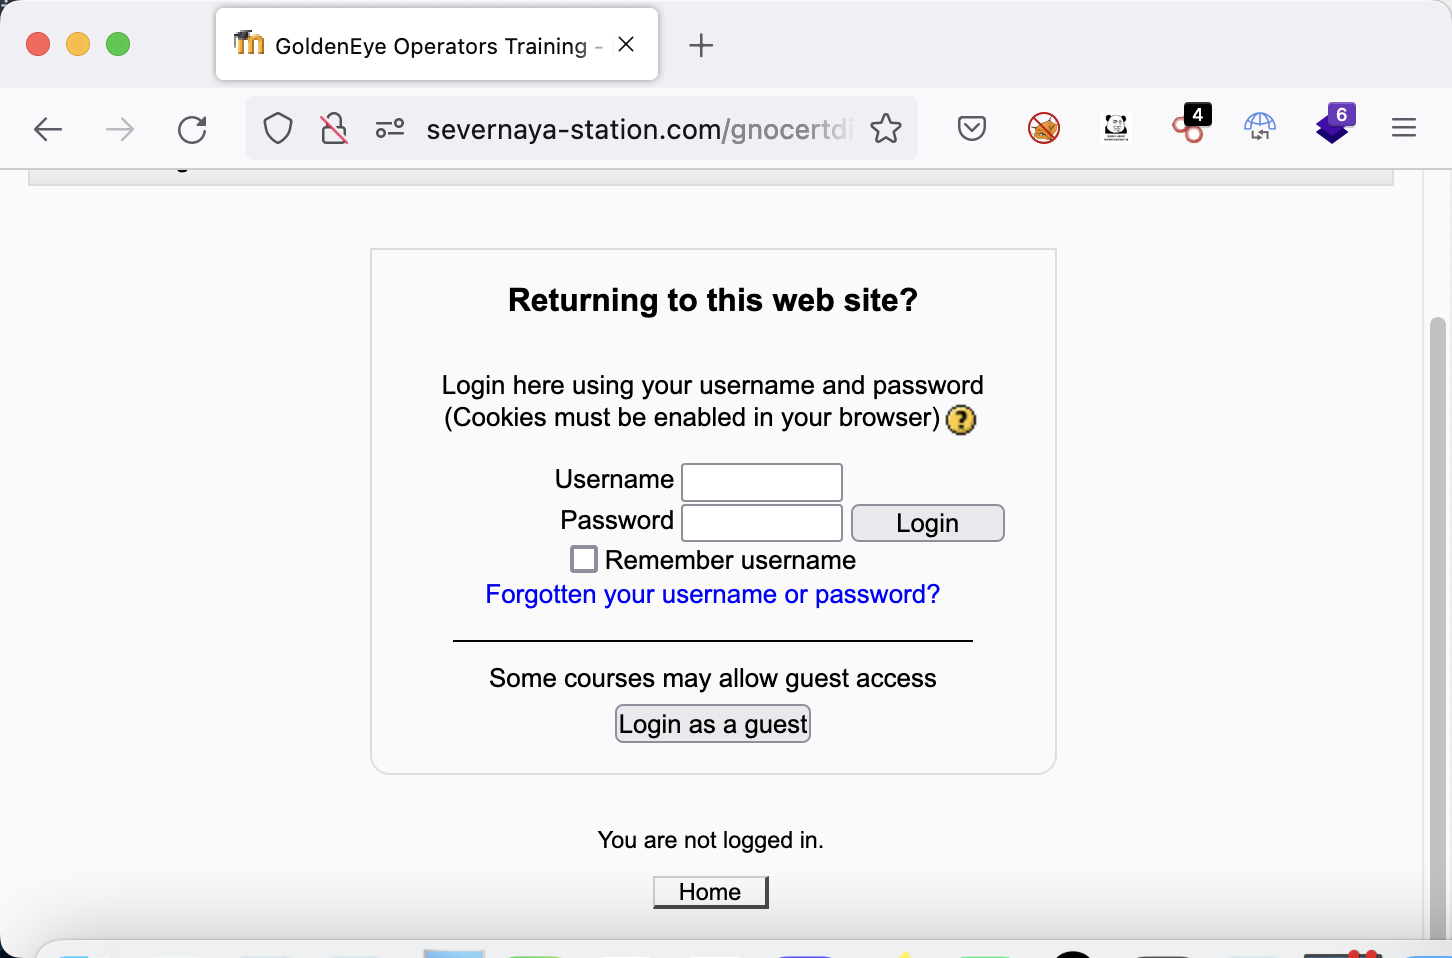 GoldenEye Operators Training -
severnaya-station.com/gnocertdi
4
6
Returning to this web site?
Login here using your username and password
(Cookies must be enabled in your browser)
Username
Password
Login
Remember username
Forgotten your username or password?
Some courses may allow guest access
Login as a guest
You are not logged in.
Home